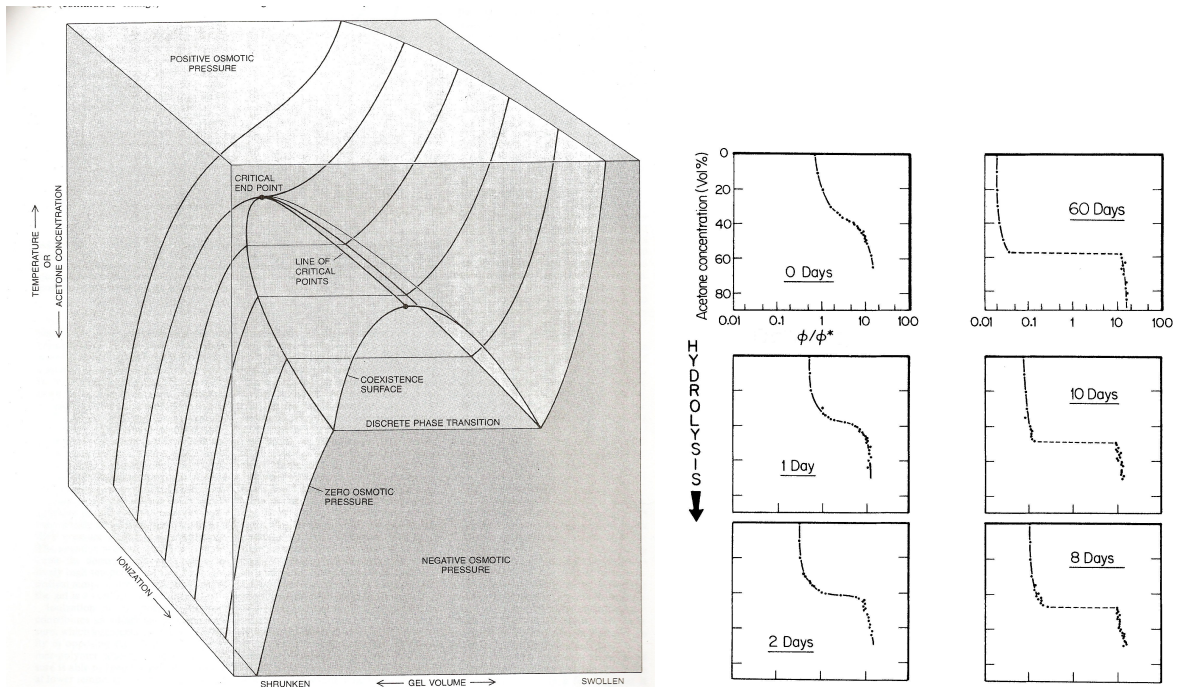 POSITIVE OSMOTIC
PRESSURE
CRITICAL
END POINT
TEMPERATURE →
OR
← ACETONE CONCENTRATION
LINE OF
CRITICAL
POINTS
COEXISTENCE
SURFACE
DISCRETE PHASE TRANSITION
ZERO OSMOTIC
PRESSURE
NEGATIVE OSMOTIC
PRESSURE
IONIZATION →
SHRUNKEN
← GEL VOLUME →
SWOLLEN
Acetone concentration (Vol%)
0
20
40
60
80
0 Days
0.01
0.1
1
10
100
ϕ/ϕ*
60 Days
0.01
0.1
1
10
100
HYDROLYSIS
1 Day
10 Days
2 Days
8 Days